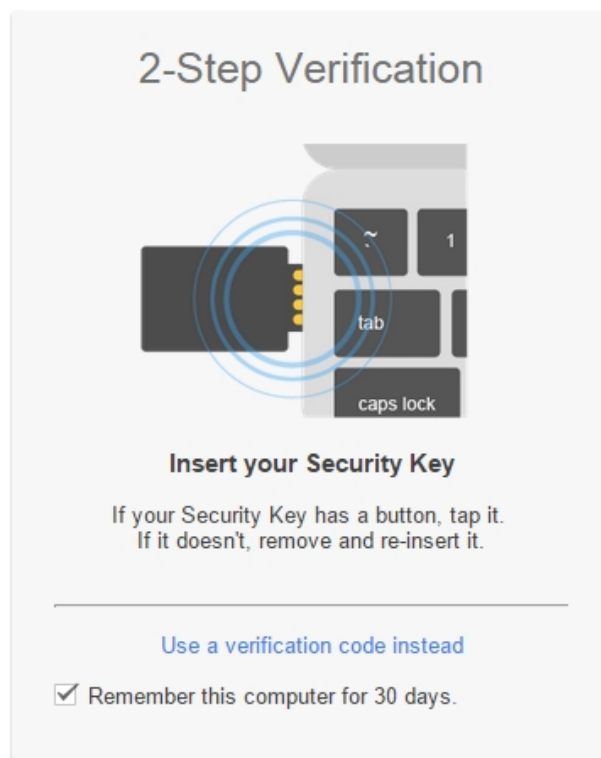 2-Step Verification
~ 1
tab
caps lock
Insert your Security Key
If your Security Key has a button, tap it.
If it doesn't, remove and re-insert it.
Use a verification code instead
Remember this computer for 30 days.